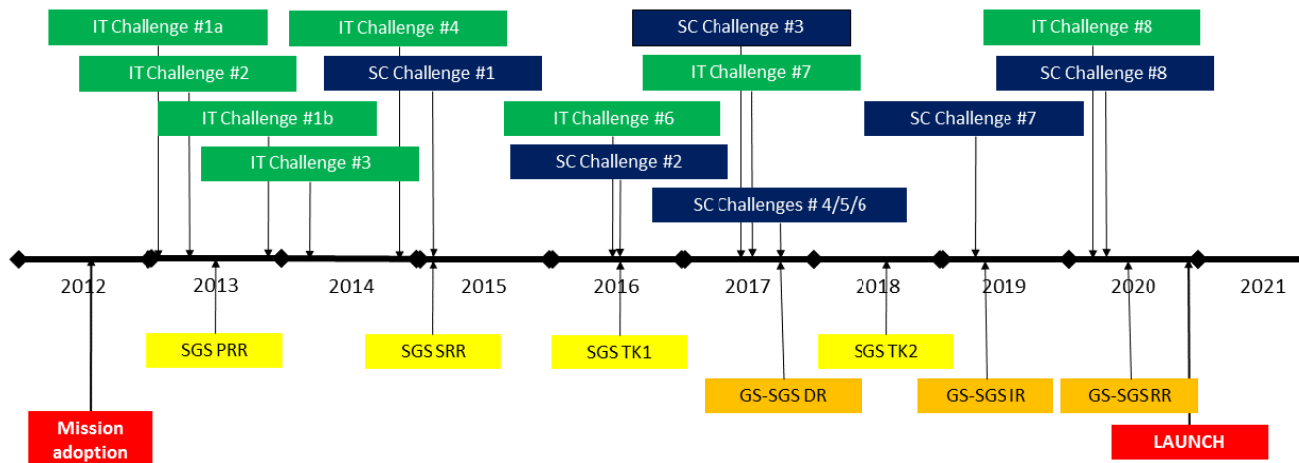 IT Challenge #1a
IT Challenge #4
SC Challenge #3
IT Challenge #8
IT Challenge #2
SC Challenge #1
IT Challenge #7
SC Challenge #8
IT Challenge #1b
IT Challenge #6
SC Challenge #7
IT Challenge #3
SC Challenge #2
SC Challenges # 4/5/6
2012
2013
2014
2015
2016
2017
2018
2019
2020
2021
SGS PRR
SGS SRR
SGS TK1
SGS TK2
GS-SGS DR
GS-SGS IR
GS-SGS RR
Mission
adoption
LAUNCH